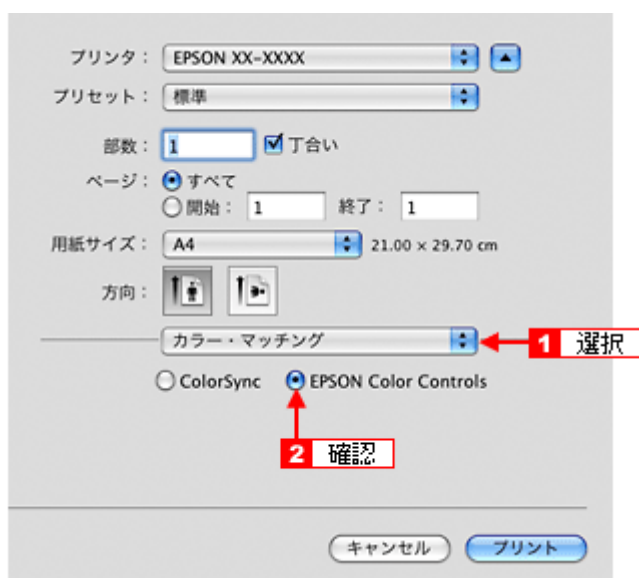 プリンタ： EPSON XX-XXXX
プリセット： 標準
部数： 1 丁合い
ページ： すべて
開始： 1 終了： 1
用紙サイズ： A4 21.00 × 29.70 cm
方向：
カラー・マッチング 1 選択
ColorSync EPSON Color Controls
2 確認
キャンセル プリント